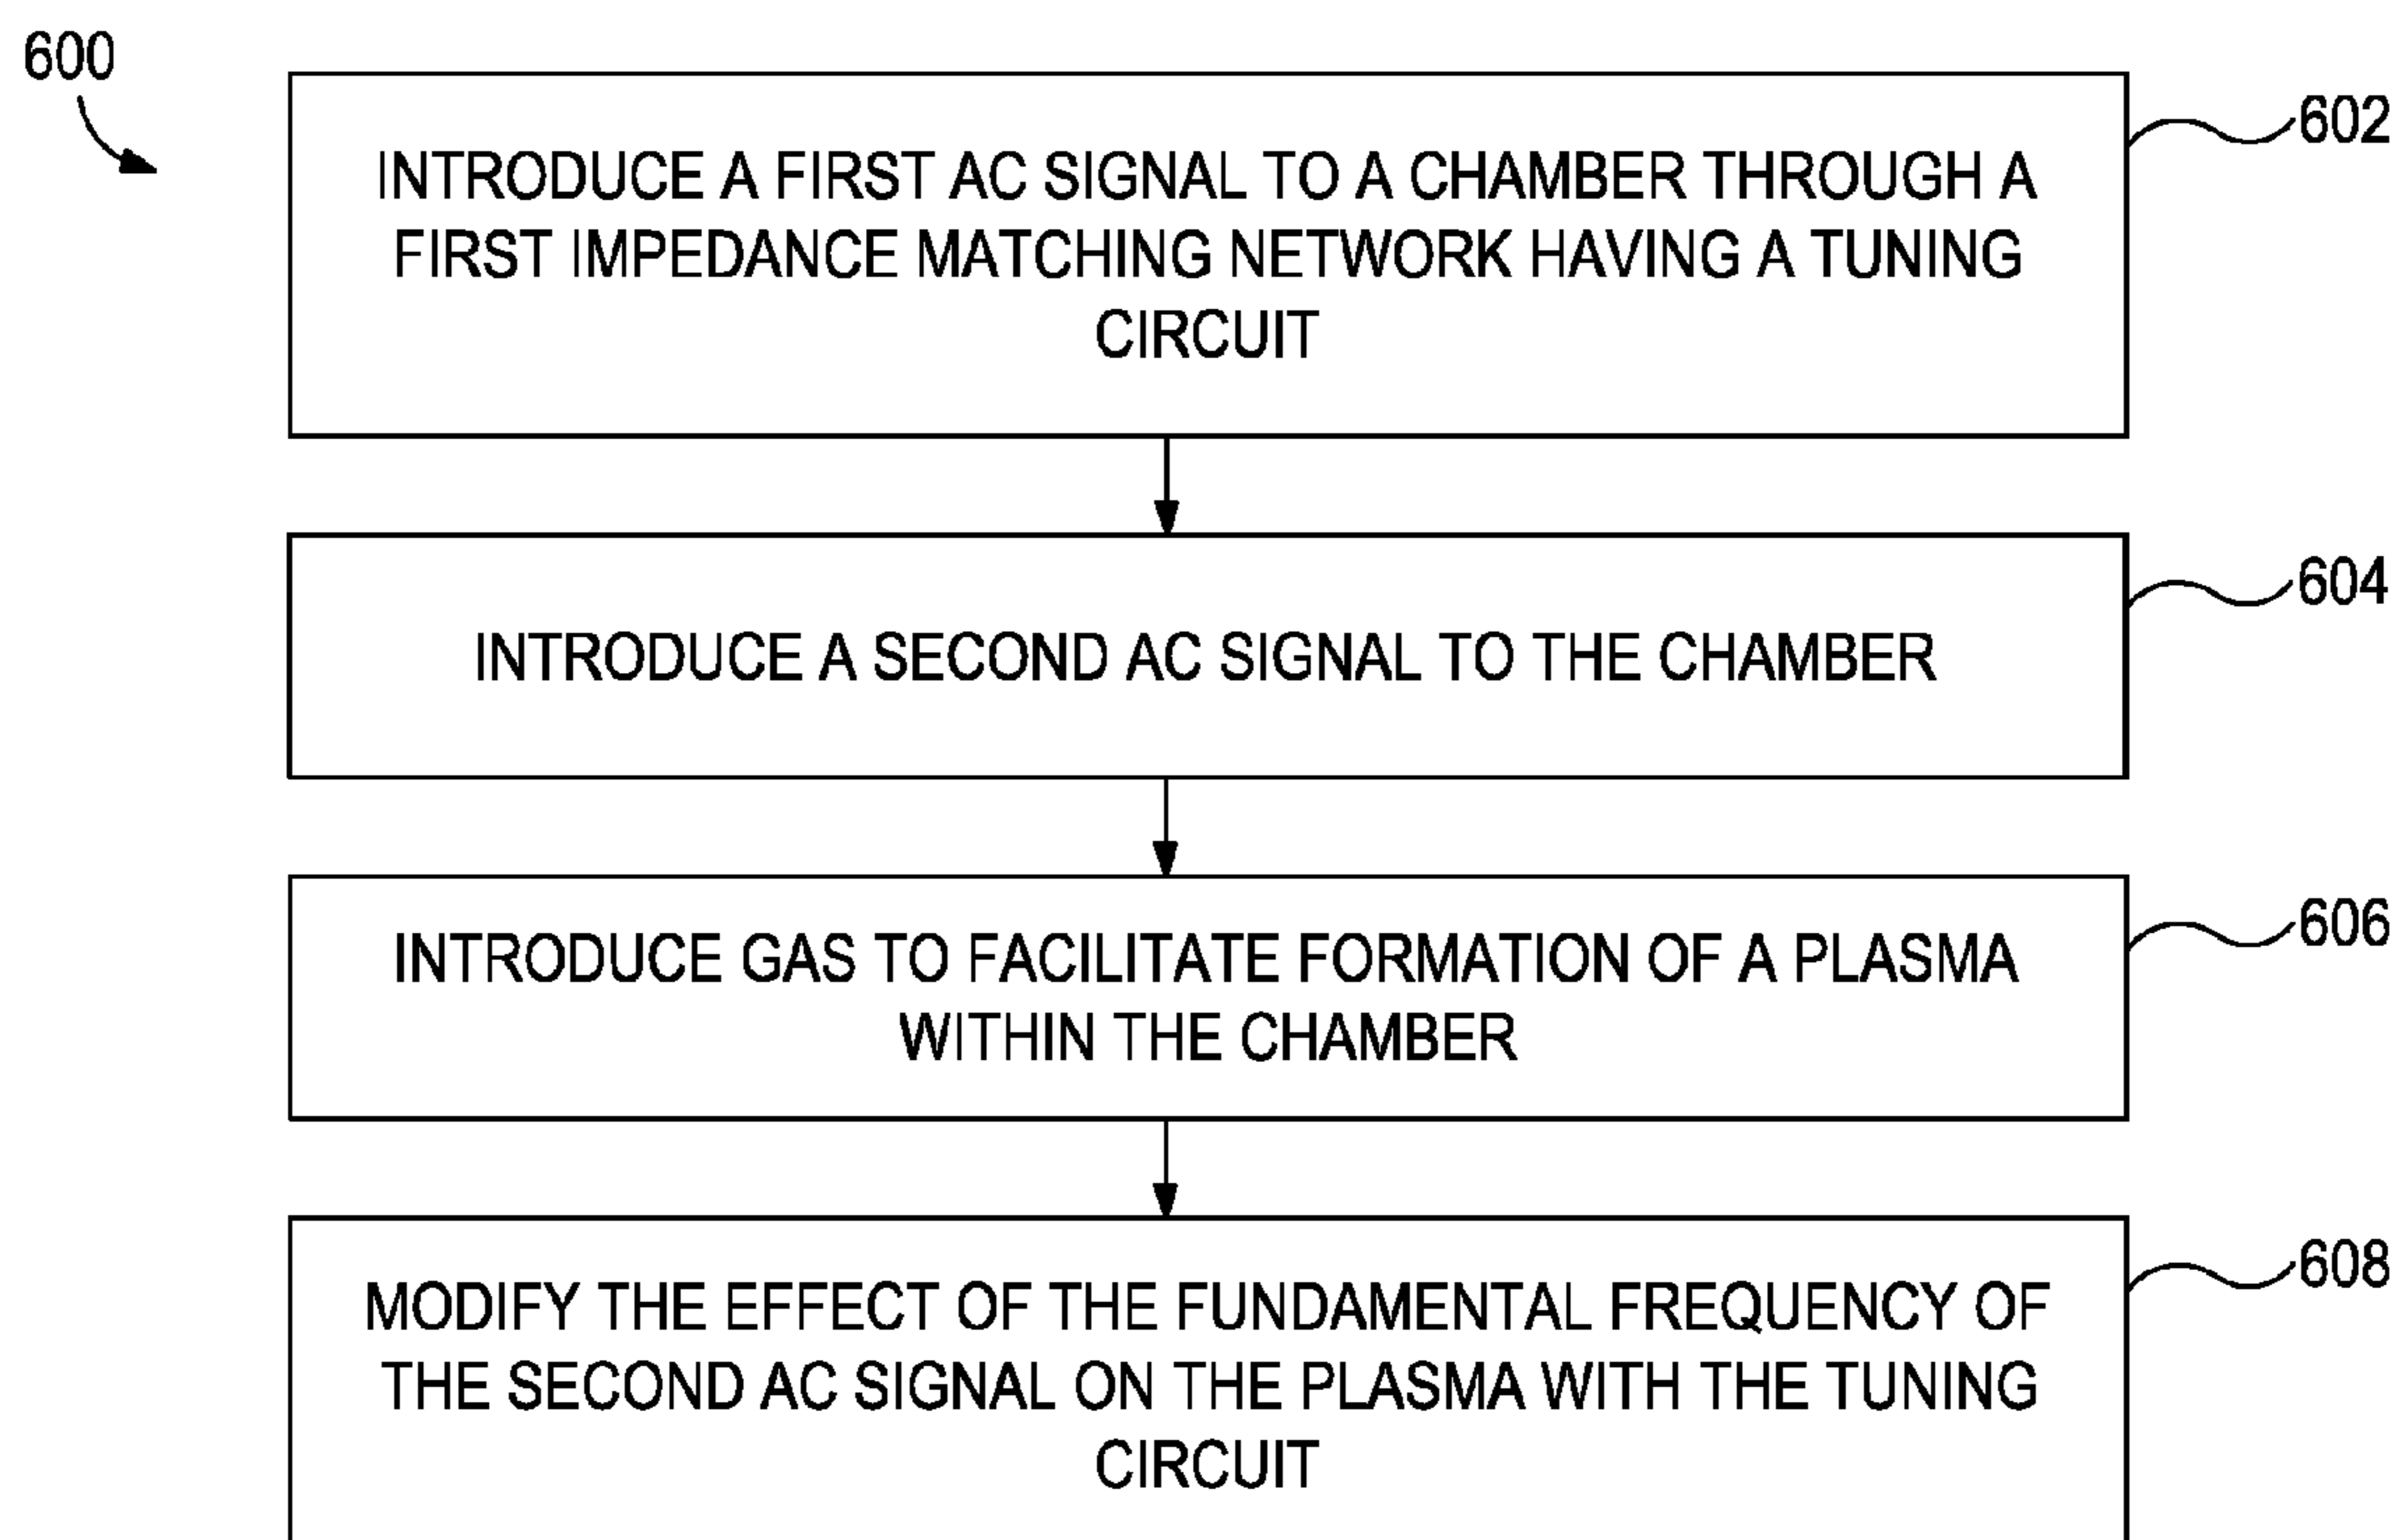 600
INTRODUCE A FIRST AC SIGNAL TO A CHAMBER THROUGH A
FIRST IMPEDANCE MATCHING NETWORK HAVING A TUNING
CIRCUIT
602
INTRODUCE A SECOND AC SIGNAL TO THE CHAMBER
604
INTRODUCE GAS TO FACILITATE FORMATION OF A PLASMA
WITHIN THE CHAMBER
606
MODIFY THE EFFECT OF THE FUNDAMENTAL FREQUENCY OF
THE SECOND AC SIGNAL ON THE PLASMA WITH THE TUNING
CIRCUIT
608